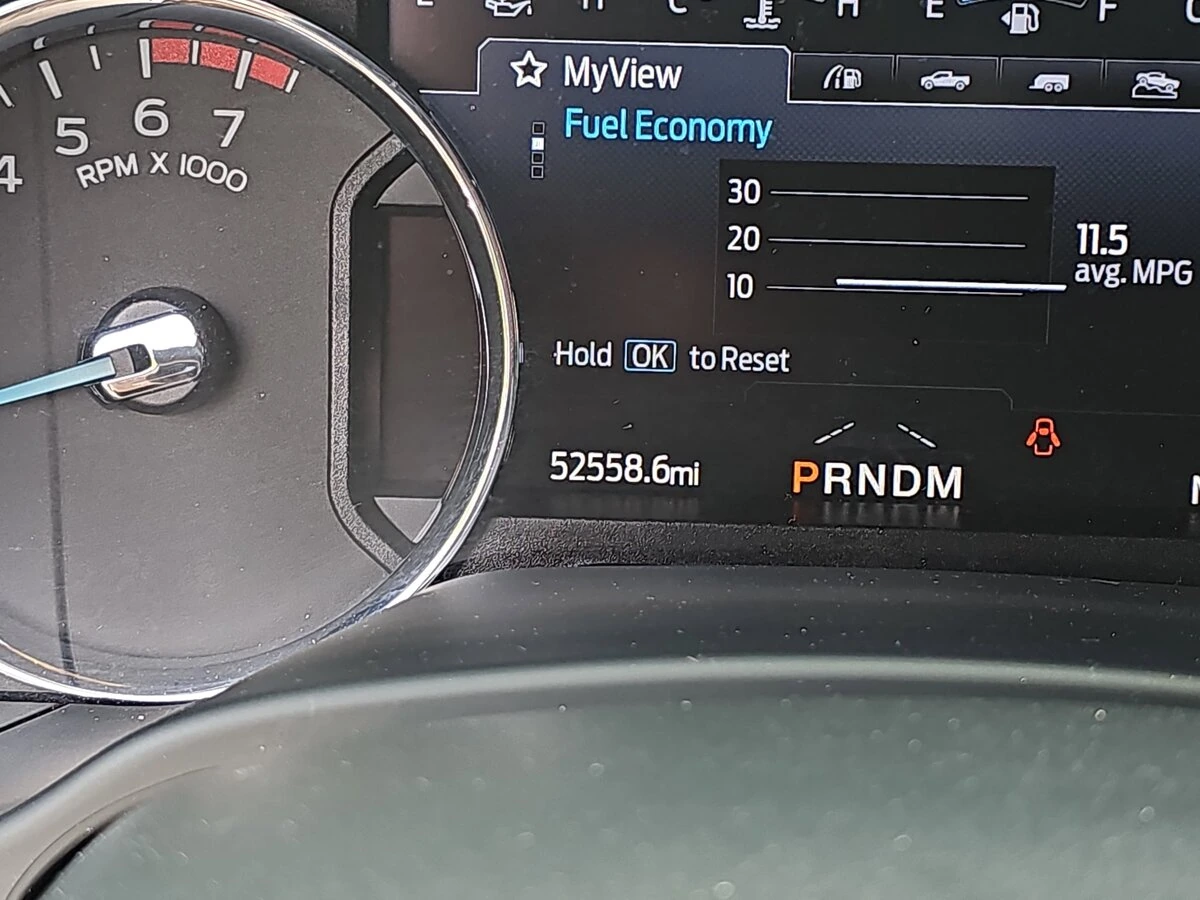 H
E
F
MyView
Fuel Economy
4 5 6 7
RPM X 1000
30
20
10
11.5
avg. MPG
Hold OK to Reset
52558.6mi
PRNDM